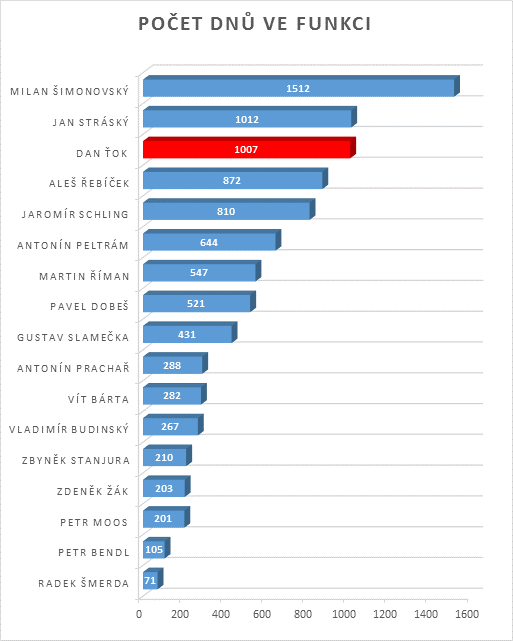 POČET DNŮ VE FUNKCI
MILAN ŠIMONOVSKÝ 1512
JAN STRÁSKÝ 1012
DAN ŤOK 1007
ALEŠ ŘEBÍČEK 872
JAROMÍR SCHLING 810
ANTONÍN PELTRÁM 644
MARTIN ŘÍMAN 547
PAVEL DOBEŠ 521
GUSTAV SLAMEČKA 431
ANTONÍN PRACHAŘ 288
VÍT BÁRTA 282
VLADIMÍR BUDINSKÝ 267
ZBYNĚK STANJURA 210
ZDENĚK ŽÁK 203
PETR MOOS 201
PETR BENDL 105
RADEK ŠMERDA 71
0 200 400 600 800 1000 1200 1400 1600